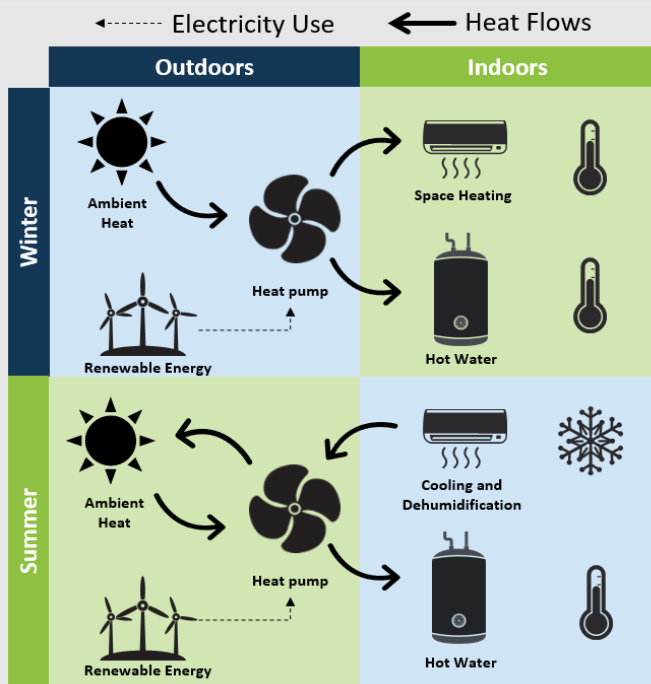 Electricity Use
Heat Flows
Outdoors
Indoors
Winter
Ambient
Heat
Heat pump
Renewable Energy
Space Heating
Hot Water
Summer
Ambient
Heat
Heat pump
Renewable Energy
Cooling and
Dehumidification
Hot Water